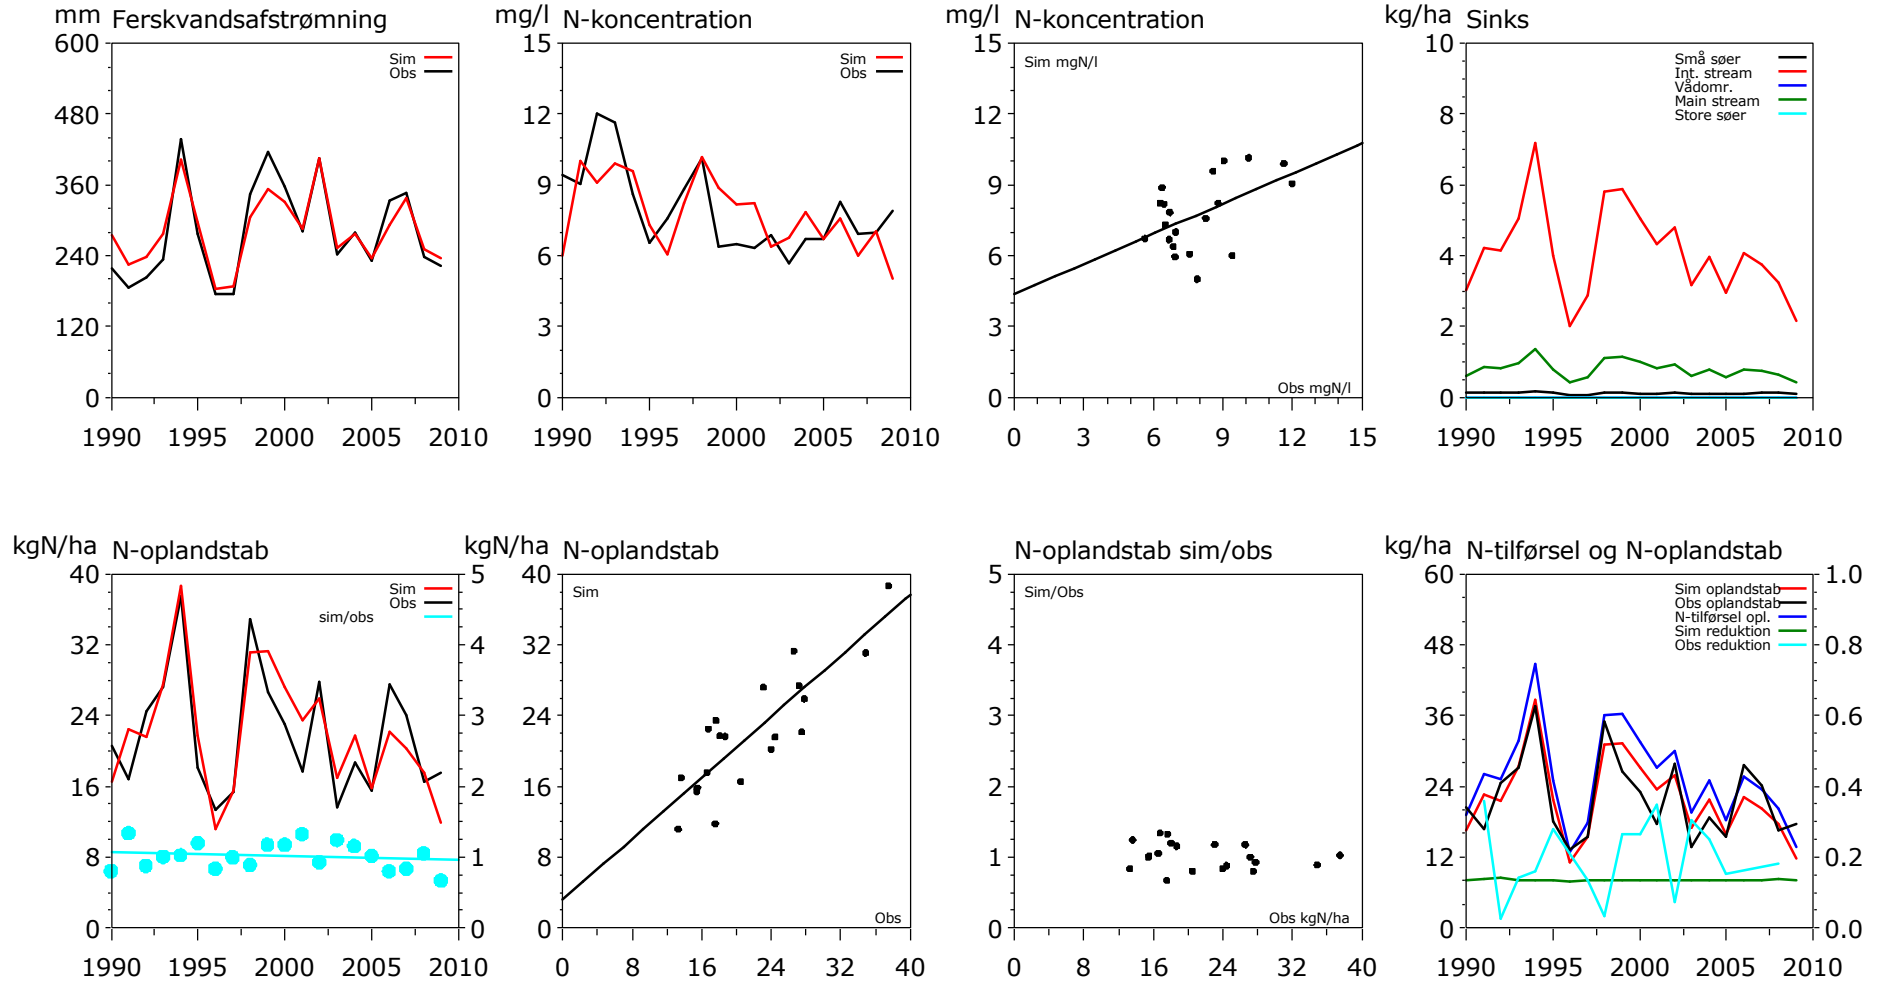 mm Ferskvandsafstrømning
600
480
360
240
120
0
1990 1995 2000 2005 2010
Sim
Obs
mg/l N-koncentration
15
12
9
6
3
0
1990 1995 2000 2005 2010
Sim
Obs
mg/l N-koncentration
15
12
9
6
3
0
0 3 6 9 12 15
Sim mgN/l
Obs mgN/l
kg/ha Sinks
10
8
6
4
2
0
1990 1995 2000 2005 2010
Små søer
Int. stream
Vådomr.
Main stream
Store søer
kgN/ha N-oplandstab
40
32
24
16
8
0
1990 1995 2000 2005 2010
Sim
Obs
sim/obs
5
4
3
2
1
0
kgN/ha N-oplandstab
40
32
24
16
8
0
0 8 16 24 32 40
Sim
Obs
N-oplandstab sim/obs
5
4
3
2
1
0
0 8 16 24 32 40
Sim/Obs
Obs kgN/ha
kg/ha N-tilførsel og N-oplandstab
60
48
36
24
12
0
1990 1995 2000 2005 2010
Sim oplandstab
Obs oplandstab
N-tilførsel opl.
Sim reduktion
Obs reduktion
1.0
0.8
0.6
0.4
0.2
0.0